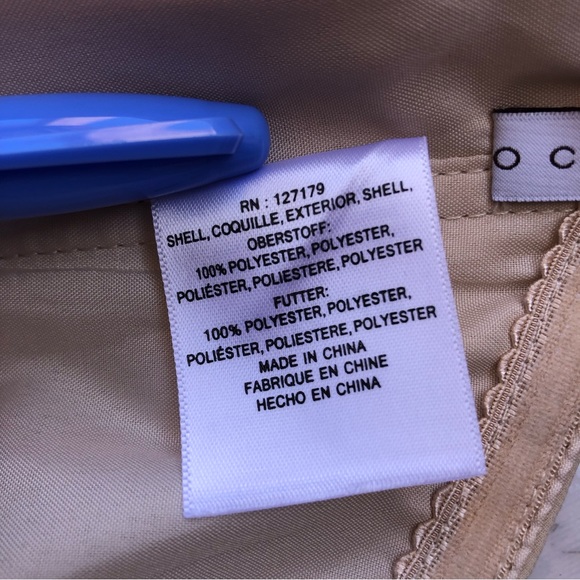 O C
RN : 127179
SHELL, COQUILLE, EXTERIOR, SHELL,
OBERSTOFF:
100% POLYESTER, POLYESTER,
POLIÉSTER, POLIESTERE, POLYESTER
FUTTER:
100% POLYESTER, POLYESTER,
POLIÉSTER, POLIESTERE, POLYESTER
MADE IN CHINA
FABRIQUE EN CHINE
HECHO EN CHINA